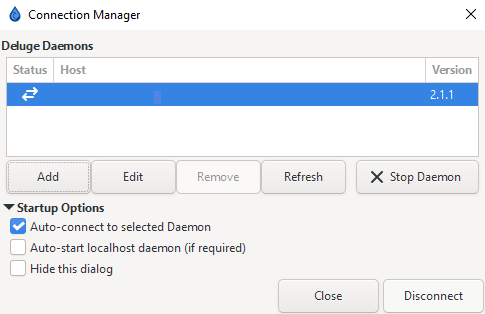 Connection Manager
Deluge Daemons
Status Host Version
2.1.1
Add Edit Remove Refresh Stop Daemon
Startup Options
Auto-connect to selected Daemon
Auto-start localhost daemon (if required)
Hide this dialog
Close Disconnect